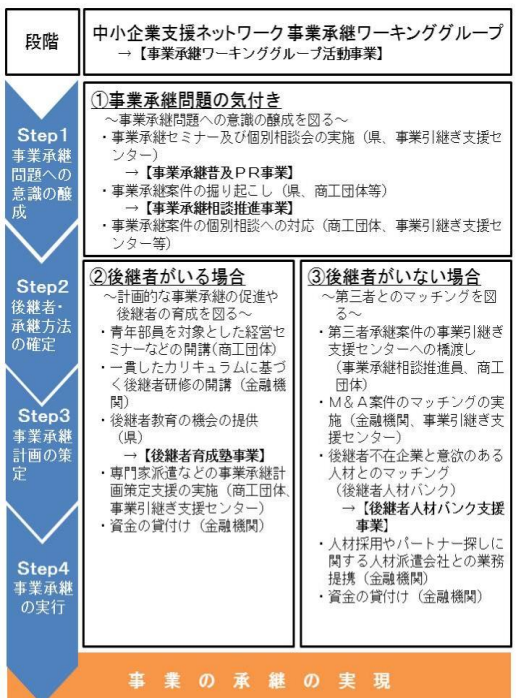 段階
中小企業支援ネットワーク事業承継ワーキンググループ
→【事業承継ワーキンググループ活動事業】
Step1
事業承継
問題への
意識の醸
成
①事業承継問題の気付き
～事業承継問題への意識の醸成を図る～
・事業承継セミナー及び個別相談会の実施（県、事業引継ぎ支援セ
ンター）
→【事業承継普及ＰＲ事業】
・事業承継案件の掘り起こし（県、商工団体等）
→【事業承継相談推進事業】
・事業承継案件の個別相談への対応（商工団体、事業引継ぎ支援セ
ンター等）
Step2
後継者・
承継方法
の確定
Step3
事業承継
計画の策
定
Step4
事業承継
の実行
②後継者がいる場合
～計画的な事業承継の促進や
後継者の育成を図る～
・青年部員を対象とした経営セ
ミナーなどの開講（商工団体）
・一貫したカリキュラムに基づ
く後継者研修の開講（金融機
関）
・後継者教育の機会の提供
（県）
→【後継者育成塾事業】
・専門家派遣などの事業承継計
画策定支援の実施（商工団体、
事業引継ぎ支援センター）
・資金の貸付け（金融機関）
③後継者がいない場合
～第三者とのマッチングを図
る～
・第三者承継案件の事業引継ぎ
支援センターへの橋渡し
（事業承継相談推進員、商工
団体）
・Ｍ＆Ａ案件のマッチングの実
施（金融機関、事業引継ぎ支
援センター）
・後継者不在企業と意欲のある
人材とのマッチング
（後継者人材バンク）
→【後継者人材バンク支援
事業】
・人材採用やパートナー探しに
関する人材派遣会社との業務
提携（金融機関）
・資金の貸付け（金融機関）
事業の承継の実現